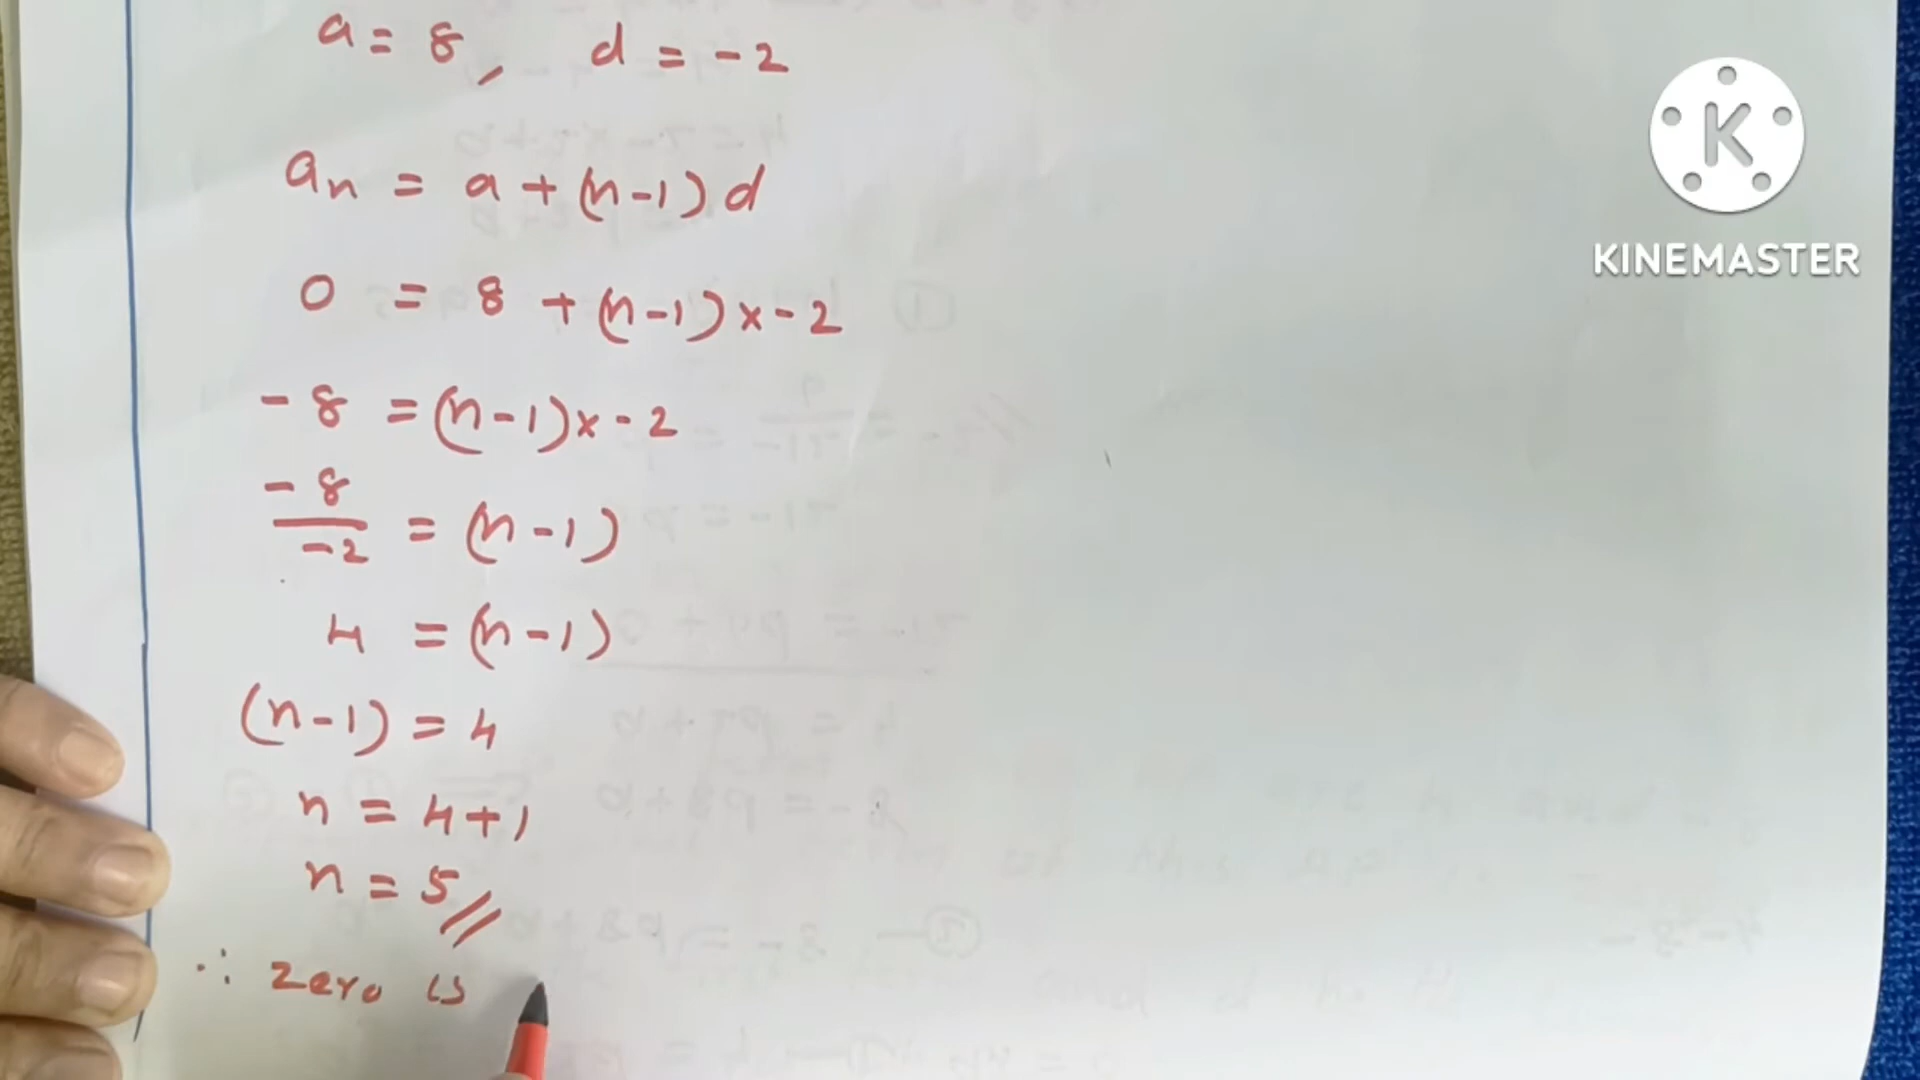 a = 8, d = -2
an = a + (n-1) d
0 = 8 + (n-1) x - 2
- 8 = (n-1) x - 2
- 8
-2 = (n-1)
4 = (n-1)
(n-1) = 4
n = 4+1
n = 5//
∴ Zero is
K
KINEMASTER